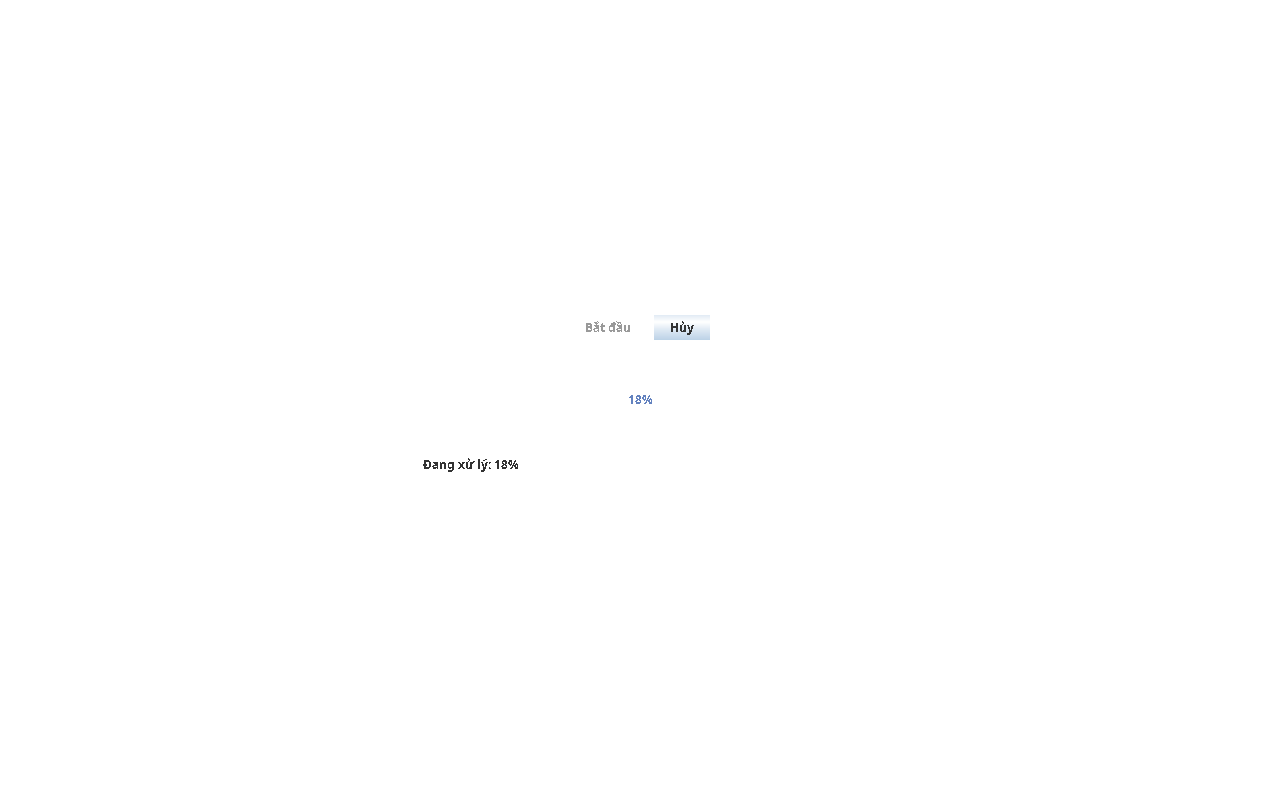 Bắt đầu Hủy
18%
Đang xử lý: 18%